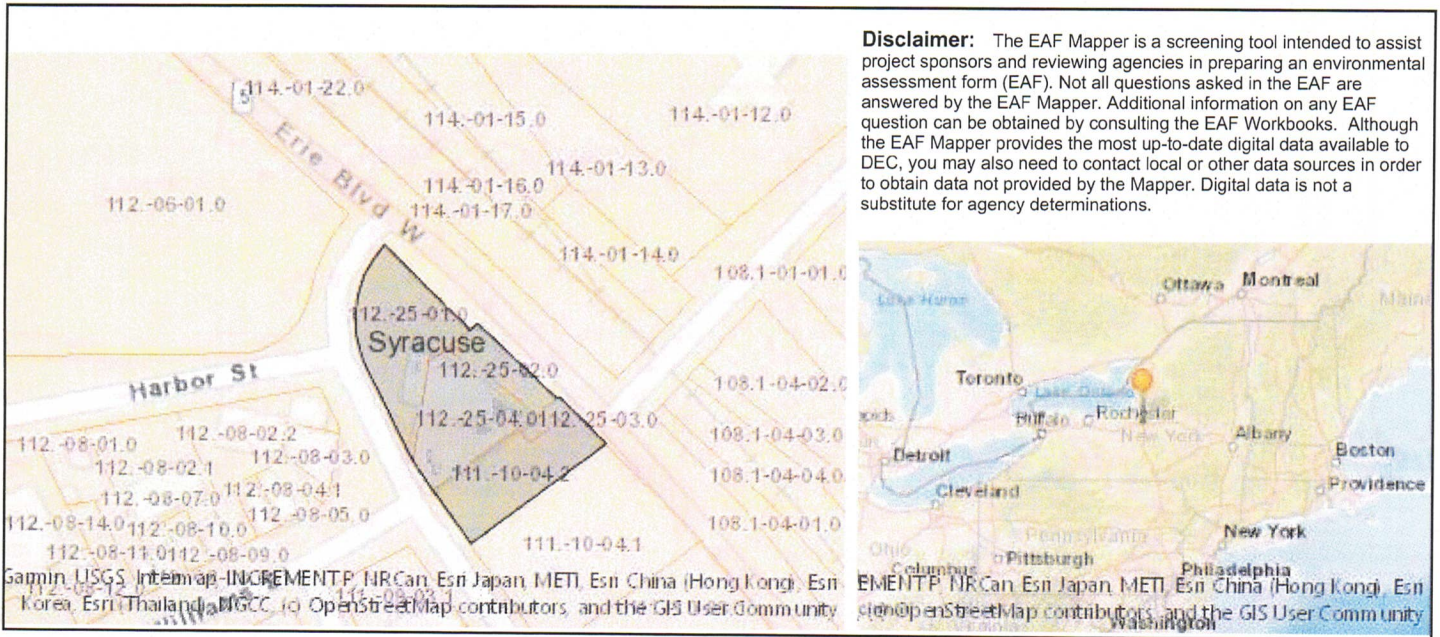 Disclaimer: The EAF Mapper is a screening tool intended to assist
project sponsors and reviewing agencies in preparing an environmental
assessment form (EAF). Not all questions asked in the EAF are
answered by the EAF Mapper. Additional information on any EAF
question can be obtained by consulting the EAF Workbooks. Although
the EAF Mapper provides the most up-to-date digital data available to
DEC, you may also need to contact local or other data sources in order
to obtain data not provided by the Mapper. Digital data is not a
substitute for agency determinations.
5
114.-01-22.0
114.-01-15.0
114.-01-12.0
Erie Blvd W
114.-01-13.0
114.-01-16.0
112.-06-01.0
114.-01-17.0
114.-01-14.0
108.1-01-01.0
112.-25-01.0
Syracuse
112.-25-02.0
Harbor St
108.1-04-02.0
112.-25-04.0
112.-25-03.0
112.-08-01.0
112.-08-02.2
108.1-04-03.0
112.-08-02.1
112.-08-03.0
111.-10-04.2
108.1-04-04.0
112.-08-07.0
112.-08-04.1
112.-08-14.0
112.-08-10.0
112.-08-05.0
108.1-04-01.0
112.-08-11.0
112.-08-09.0
111.-10-04.1
Garmin, USGS, Intermap, INCREMENT P, NRCan, Esri Japan, METI, Esri China (Hong Kong), Esri
Korea, Esri (Thailand), NGCC, (c) OpenStreetMap contributors, and the GIS User Community
Ottawa
Montreal
Lake Huron
Maine
Toronto
Lake Ontario
Buffalo
Rochester
New York
Albany
Detroit
Boston
Cleveland
Providence
New York
Ohio
Pennsylvania
Columbus
Pittsburgh
Philadelphia
EMENT P, NRCan, Esri Japan, METI, Esri China (Hong Kong), Esri
OpenStreetMap contributors, and the GIS User Community
Washington